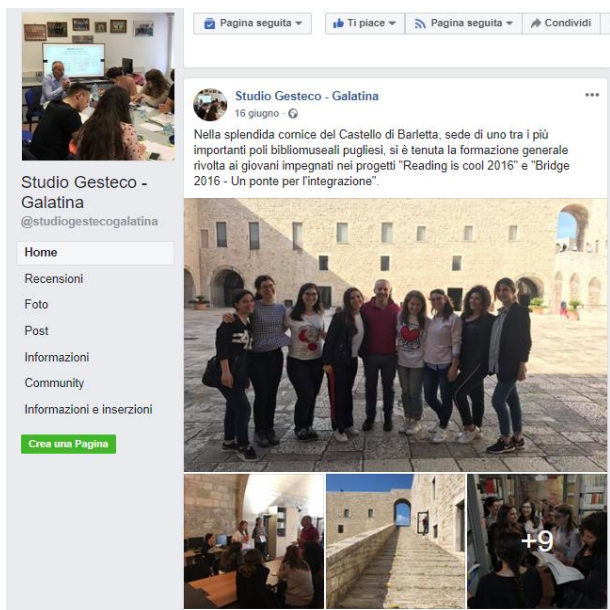 Pagina seguita
Ti piace
Pagina seguita
Condividi
Studio Gesteco - Galatina
16 giugno ·
Nella splendida cornice del Castello di Barletta, sede di uno tra i più
importanti poli bibliomuseali pugliesi, si è tenuta la formazione generale
rivolta ai giovani impegnati nei progetti "Reading is cool 2016" e "Bridge
2016 - Un ponte per l'integrazione".
Studio Gesteco -
Galatina
@studiogestecogalatina
Home
Recensioni
Foto
Post
Informazioni
Community
Informazioni e inserzioni
Crea una Pagina
+9